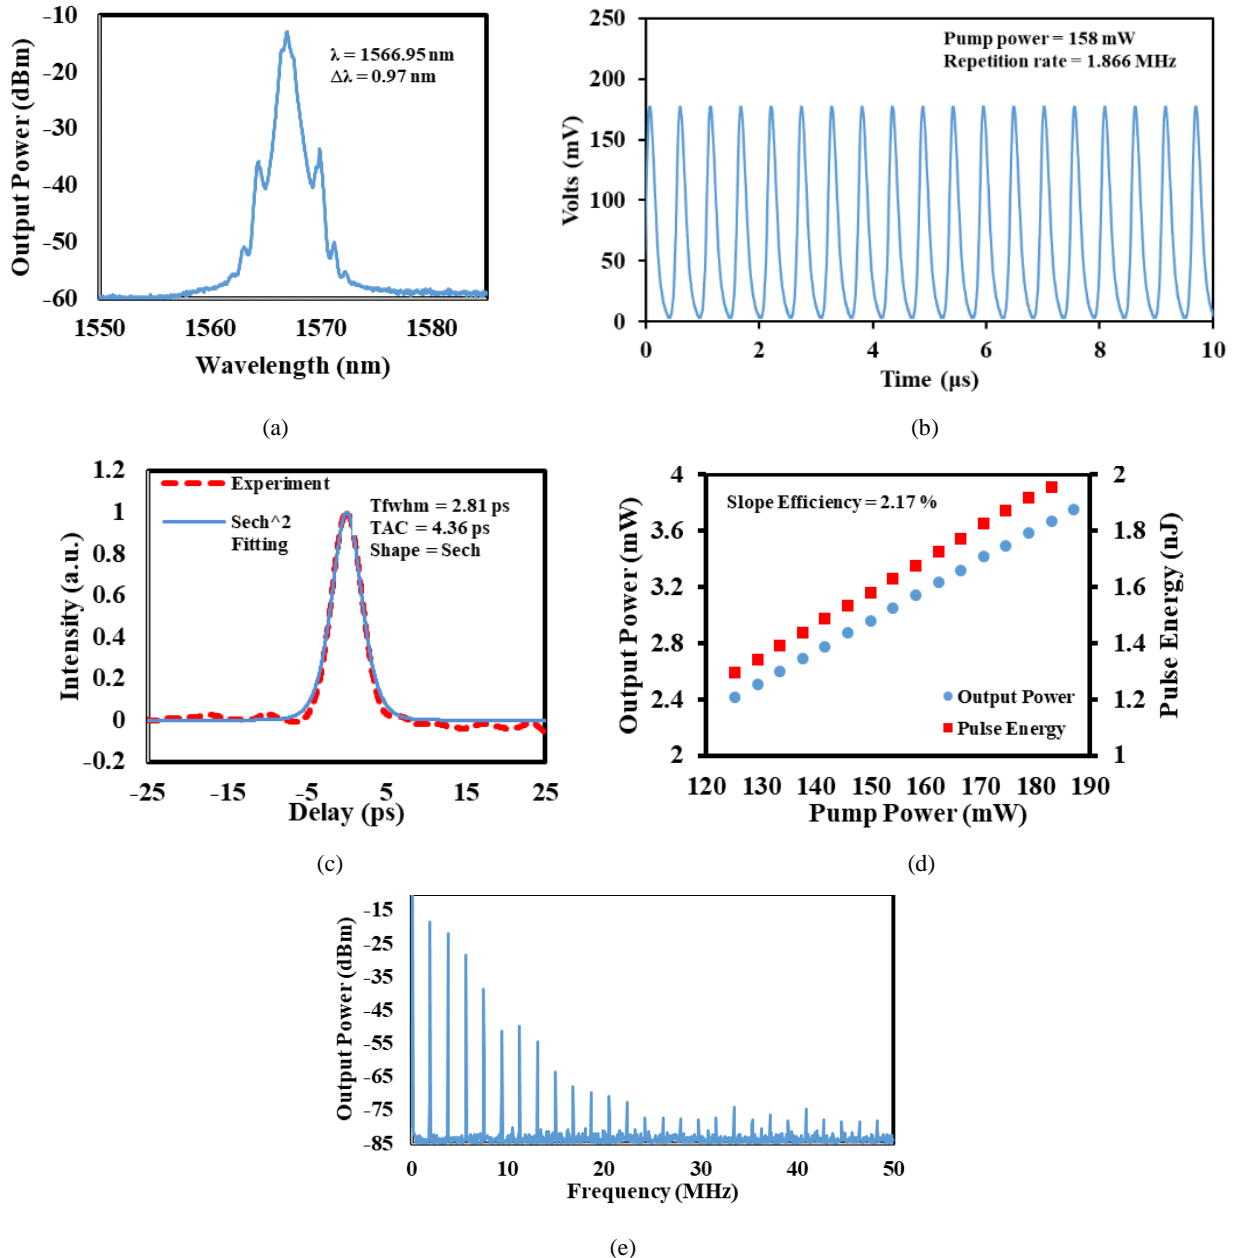 -10
-20
-30
-40
-50
-60
Output Power (dBm)
λ = 1566.95 nm
Δλ = 0.97 nm
1550 1560 1570 1580
Wavelength (nm)
(a)
250
200
150
100
50
0
Volts (mV)
Pump power = 158 mW
Repetition rate = 1.866 MHz
0 2 4 6 8 10
Time (μs)
(b)
1.2
1
0.8
0.6
0.4
0.2
0
-0.2
Intensity (a.u.)
Experiment
Sech^2
Fitting
Tfwhm = 2.81 ps
TAC = 4.36 ps
Shape = Sech
-25 -15 -5 5 15 25
Delay (ps)
(c)
4
3.6
3.2
2.8
2.4
2
Output Power (mW)
Slope Efficiency = 2.17 %
Output Power
Pulse Energy
2
1.8
1.6
1.4
1.2
1
Pulse Energy (nJ)
120 130 140 150 160 170 180 190
Pump Power (mW)
(d)
-15
-25
-35
-45
-55
-65
-75
-85
Output Power (dBm)
0 10 20 30 40 50
Frequency (MHz)
(e)